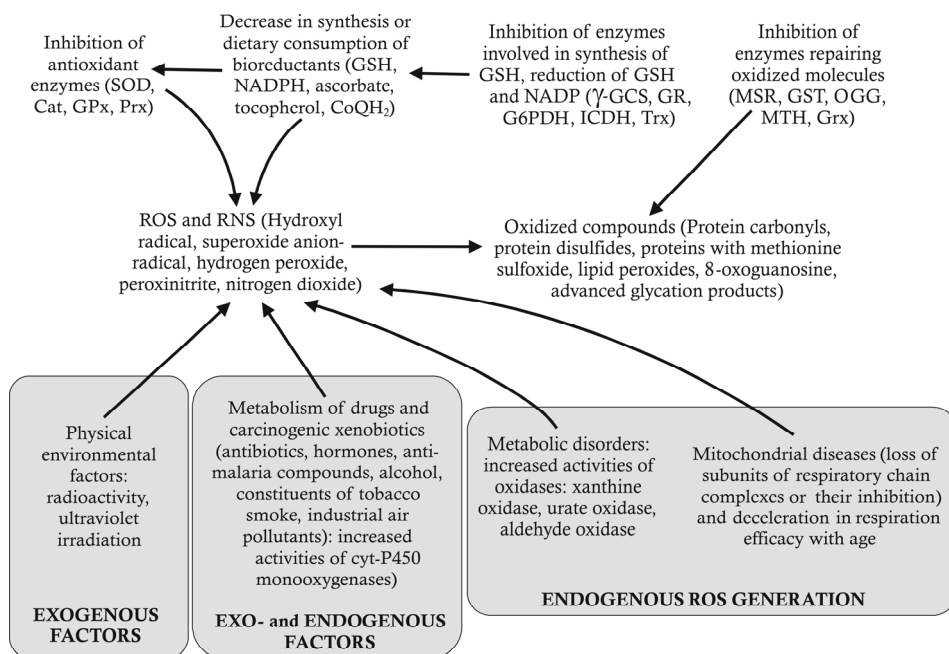 Inhibition of
antioxidant
enzymes (SOD,
Cat, GPx, Prx)
Decrease in synthesis or
dietary consumption of
biorcductants (GSH,
NADPH, ascorbate,
tocopherol, CoQH₂)
Inhibition of enzymes
involved in synthesis of
GSH, reduction of GSH
and NADP (γ-GCS, GR,
G6PDH, ICDH, Trx)
Inhibition of
enzymes repairing
oxidized molecules
(MSR, GST, OGG,
MTH, Grx)
ROS and RNS (Hydroxyl
radical, superoxide anion-
radical, hydrogen peroxide,
peroxinitrite, nitrogen dioxide)
Oxidized compounds (Protein carbonyls,
protein disulfides, proteins with methionine
sulfoxide, lipid peroxides, 8-oxoguanosine,
advanced glycation products)
Physical
environmental
factors:
radioactivity,
ultraviolet
irradiation
EXOGENOUS
FACTORS
Metabolism of drugs and
carcinogenic xenobiotics
(antibiotics, hormones, anti-
malaria compounds, alcohol,
constituents of tobacco
smoke, industrial air
pollutants): increased
activities of cyt-P450
monooxygenases)
EXO- and ENDOGENOUS
FACTORS
Metabolic disorders:
increased activities of
oxidases: xanthine
oxidase, urate oxidase,
aldehyde oxidase
Mitochondrial diseases (loss of
subunits of respiratory chain
complexcs or their inhibition)
and deceleration in respiration
efficacy with age
ENDOGENOUS ROS GENERATION